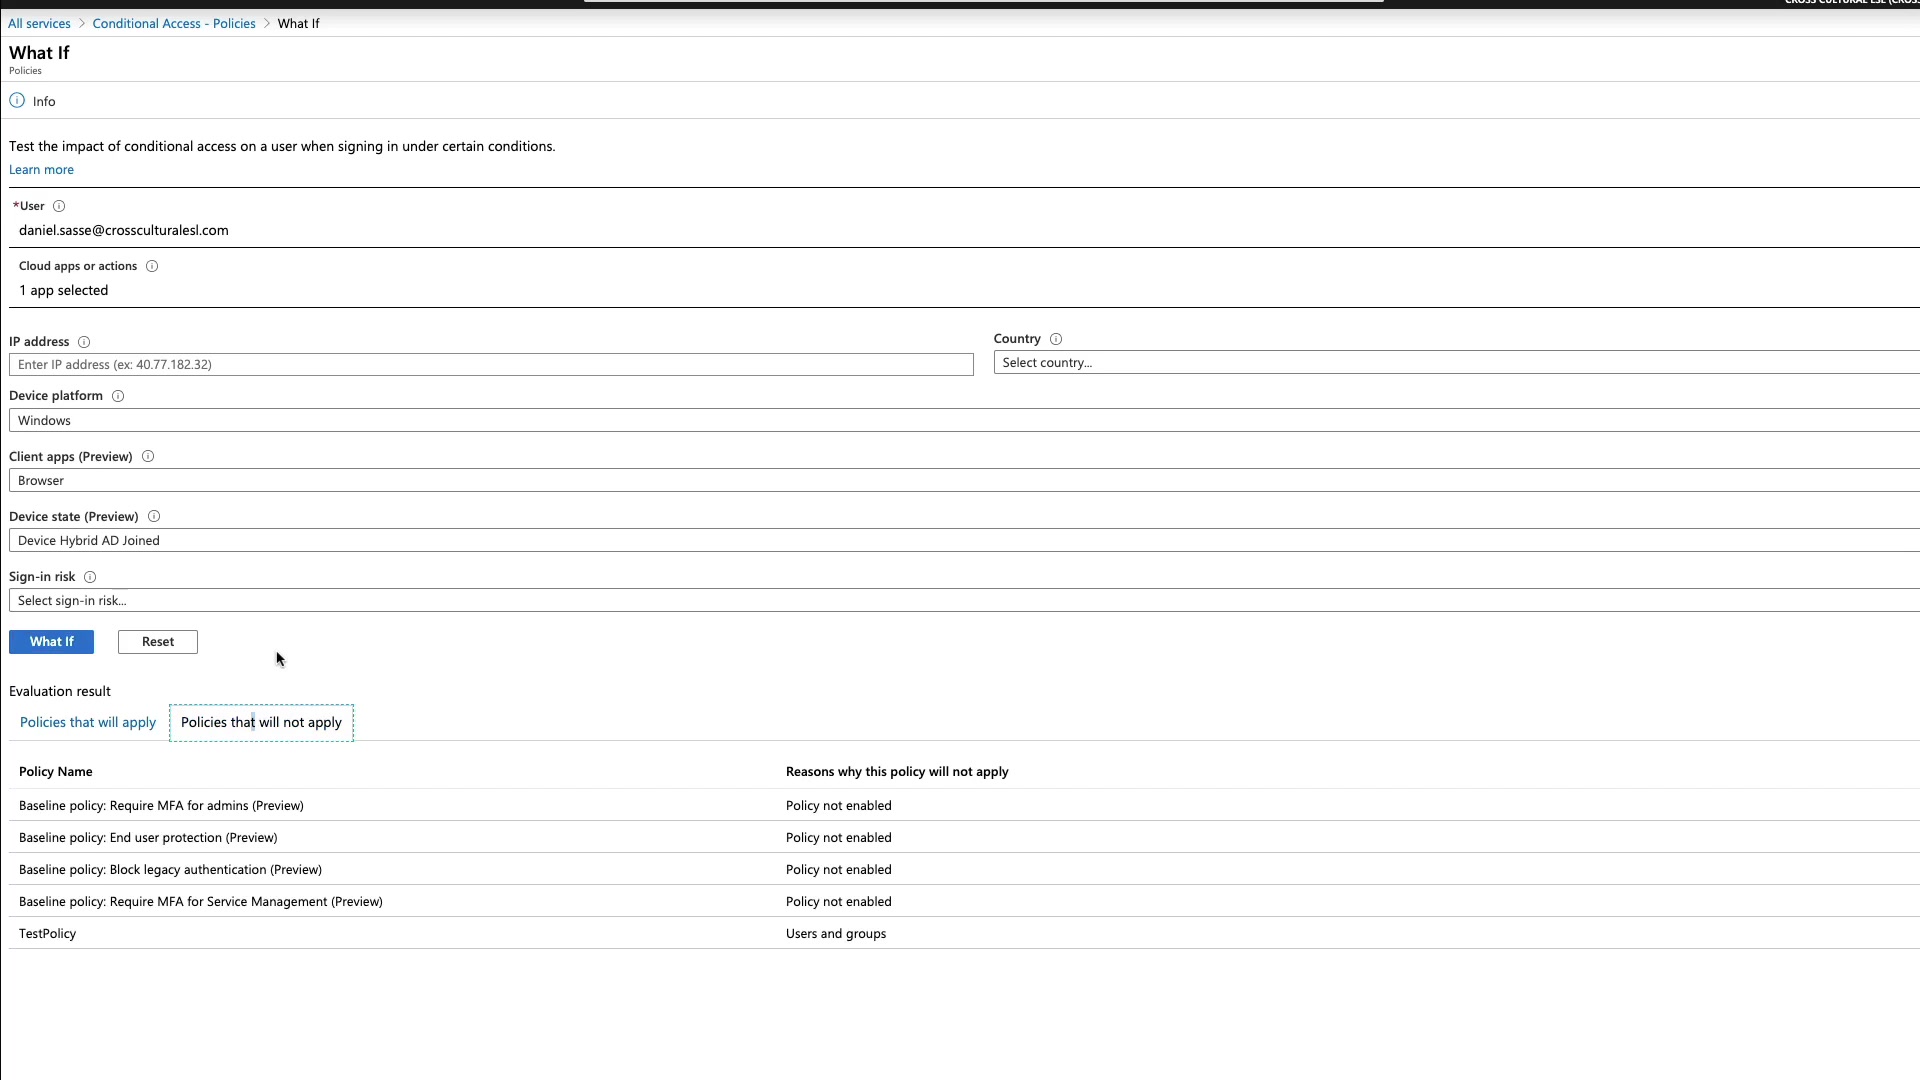 All services > Conditional Access - Policies > What If
What If
Policies
Info
Test the impact of conditional access on a user when signing in under certain conditions.
Learn more
*User
daniel.sasse@crossculturalesl.com
Cloud apps or actions
1 app selected
IP address
Enter IP address (ex: 40.77.182.32)
Country
Select country...
Device platform
Windows
Client apps (Preview)
Browser
Device state (Preview)
Device Hybrid AD Joined
Sign-in risk
Select sign-in risk...
What If Reset
Evaluation result
Policies that will apply Policies that will not apply
Policy Name Reasons why this policy will not apply
Baseline policy: Require MFA for admins (Preview) Policy not enabled
Baseline policy: End user protection (Preview) Policy not enabled
Baseline policy: Block legacy authentication (Preview) Policy not enabled
Baseline policy: Require MFA for Service Management (Preview) Policy not enabled
TestPolicy Users and groups